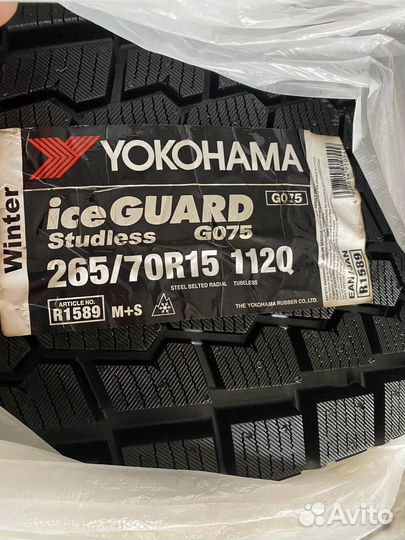 Winter
YOKOHAMA
iceGUARD
Studless G075
G075
265/70R15 112Q
STEEL BELTED RADIAL TUBELESS
ARTICLE NO.
R1589
M+S
THE YOKOHAMA RUBBER CO.,LTD.
EAN/JAN
R1589
Avito